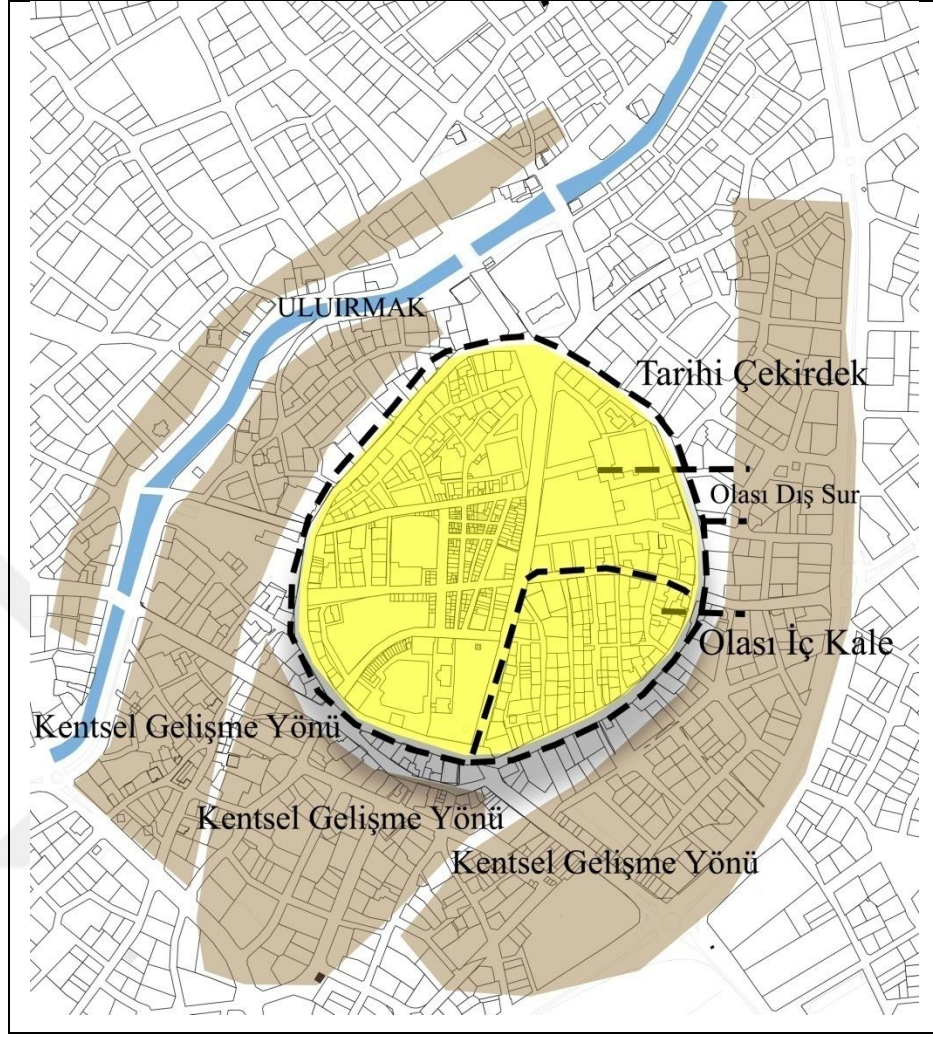 ULUIRMAK
Tarihi Çekirdek
Olası Dış Sur
Olası İç Kale
Kentsel Gelişme Yönü
Kentsel Gelişme Yönü
Kentsel Gelişme Yönü